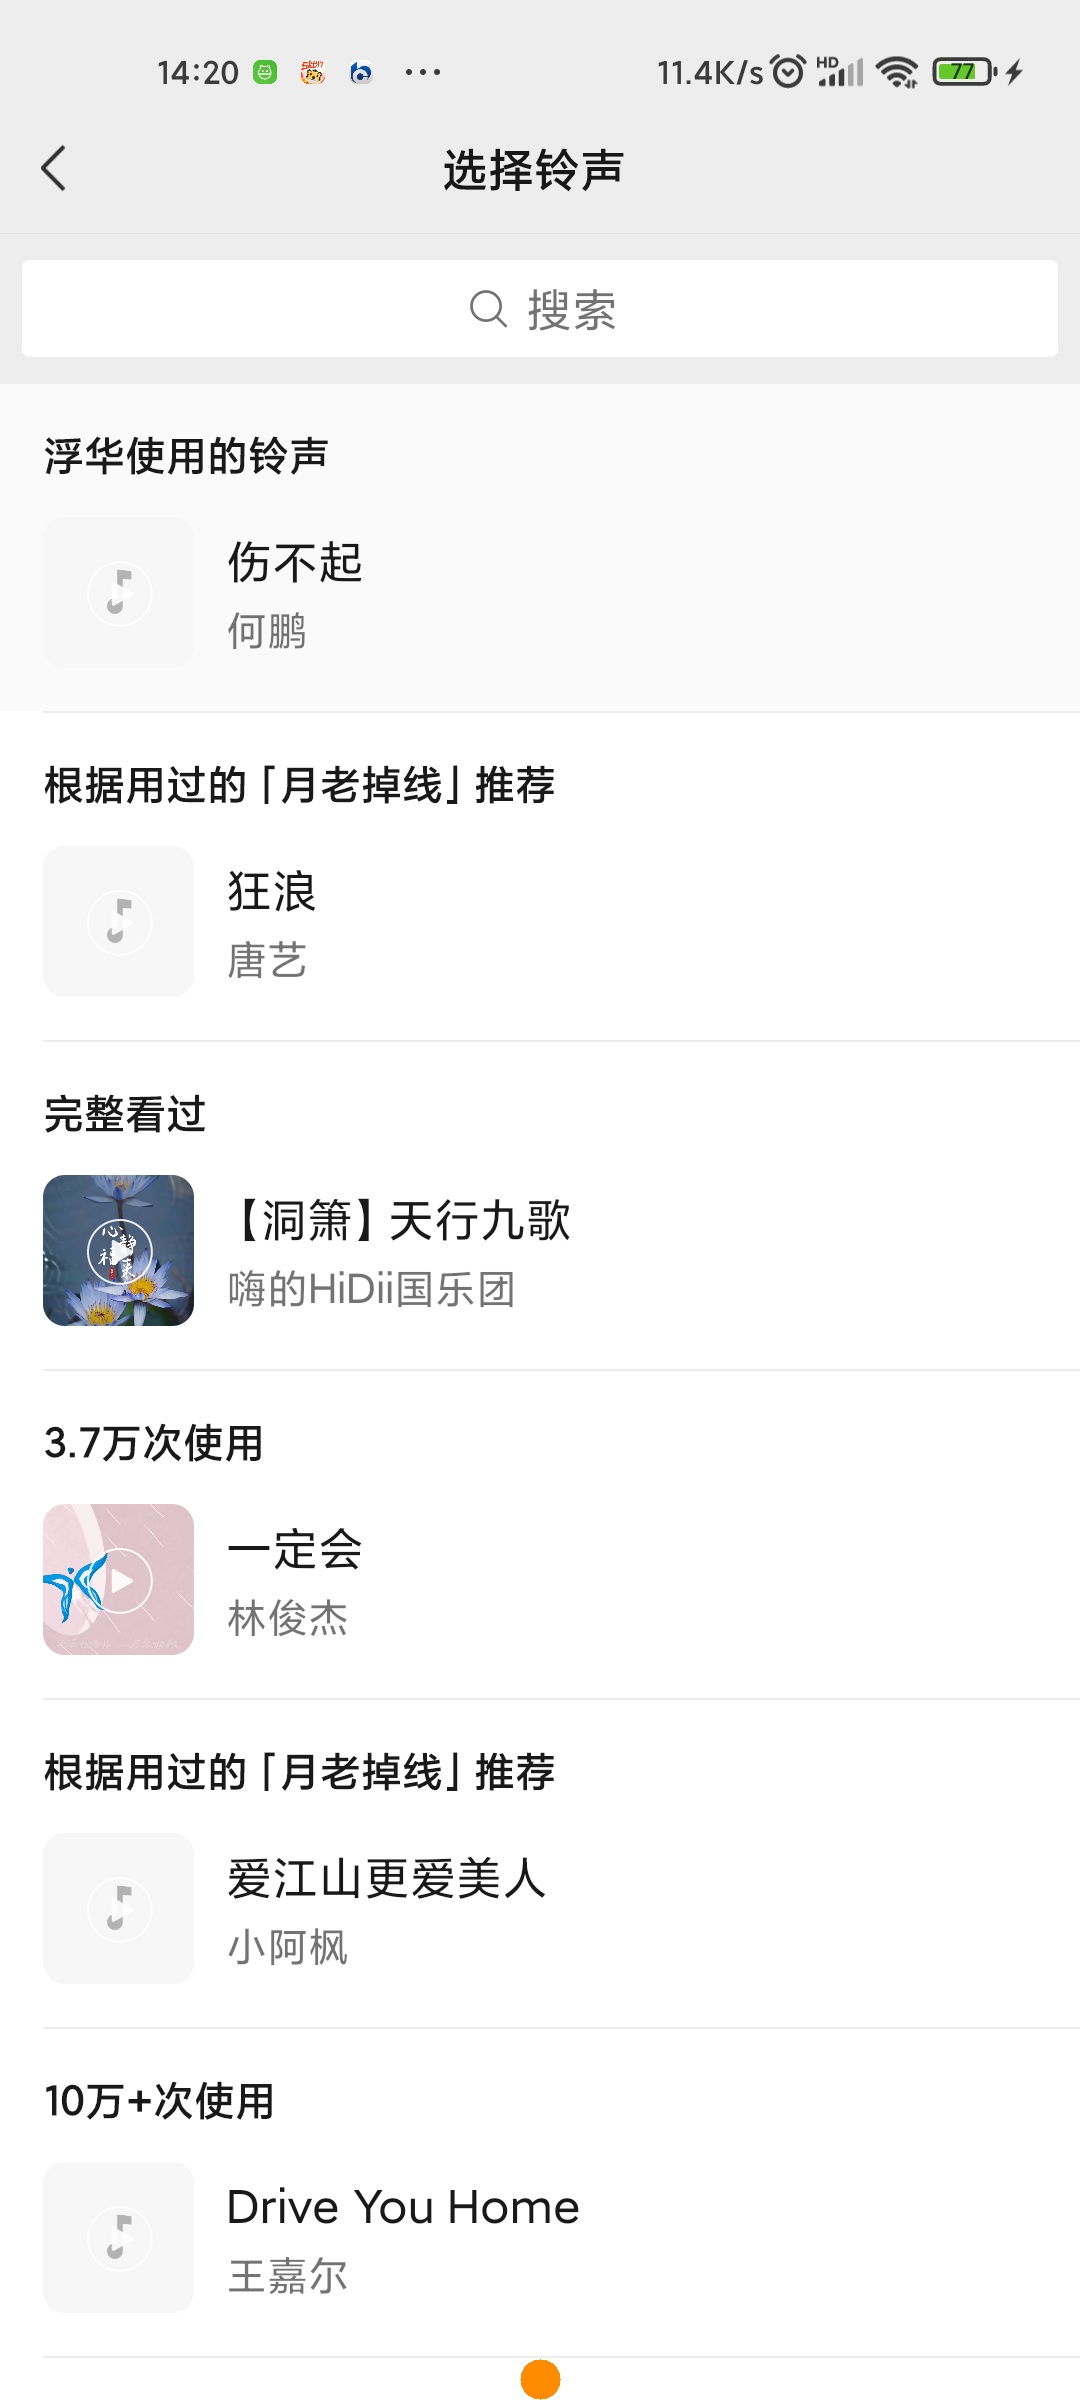 14:20 ... 11.4K/s HD 77
选择铃声
搜索
浮华使用的铃声
伤不起
何鹏
根据用过的「月老掉线」推荐
狂浪
唐艺
完整看过
心静福来
【洞箫】天行九歌
嗨的HiDii国乐团
3.7万次使用
一定会
林俊杰
根据用过的「月老掉线」推荐
爱江山更爱美人
小阿枫
10万+次使用
Drive You Home
王嘉尔